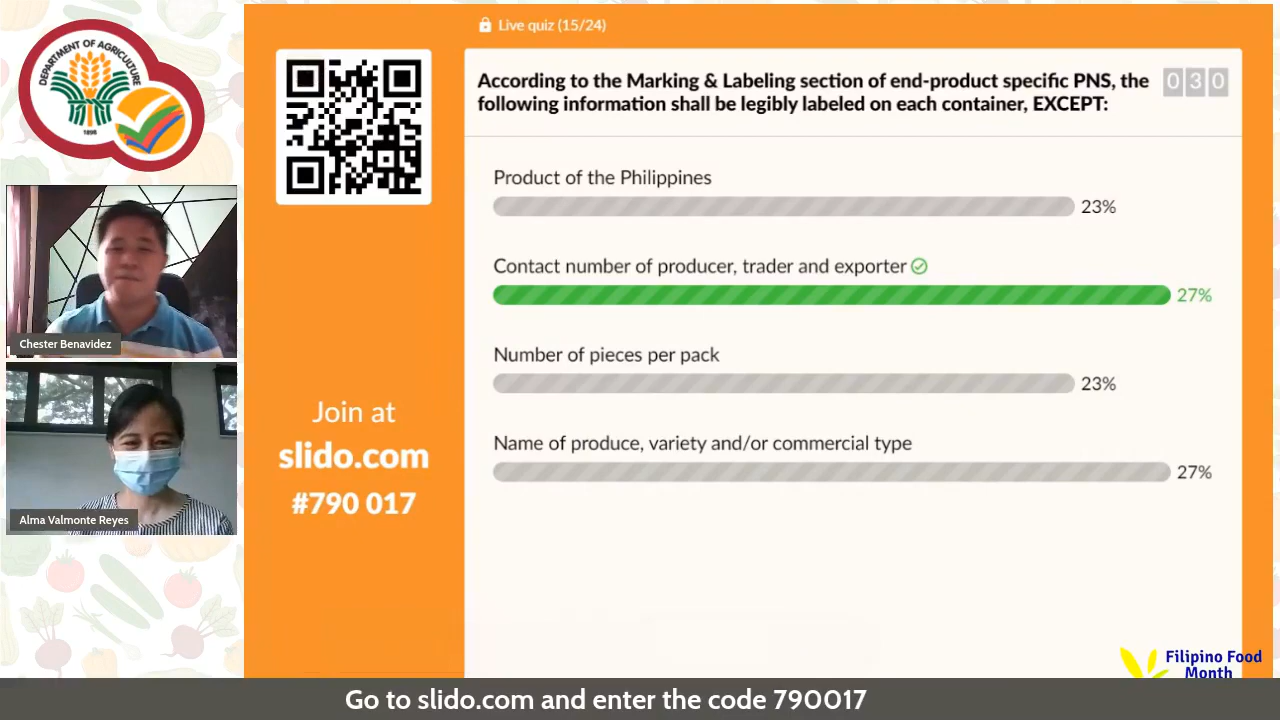 DEPARTMENT OF AGRICULTURE
1898
Chester Benavidez
Alma Valmonte Reyes
Join at
slido.com
#790 017
Live quiz (15/24)
According to the Marking & Labeling section of end-product specific PNS, the
following information shall be legibly labeled on each container, EXCEPT:
030
Product of the Philippines
23%
Contact number of producer, trader and exporter
27%
Number of pieces per pack
23%
Name of produce, variety and/or commercial type
27%
Filipino Food
Month
Go to slido.com and enter the code 790017